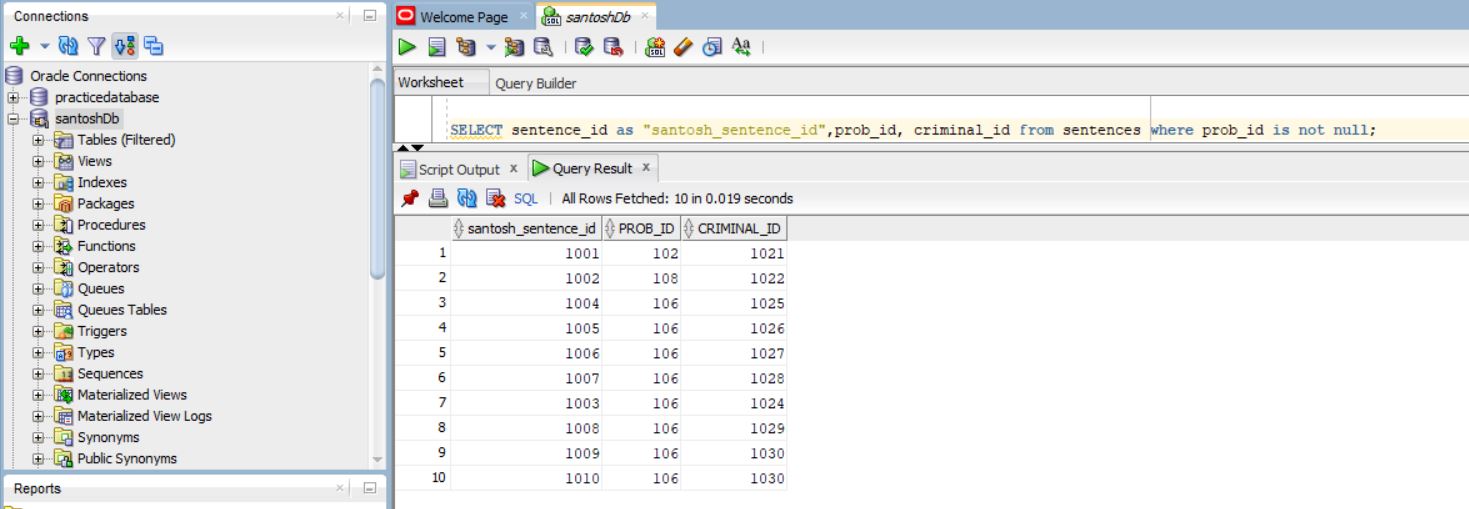 Connections
Oracle Connections
practicedatabase
santoshDb
Tables (Filtered)
Views
Indexes
Packages
Procedures
Functions
Operators
Queues
Queues Tables
Triggers
Types
Sequences
Materialized Views
Materialized View Logs
Synonyms
Public Synonyms
Reports
Welcome Page santoshDb
Worksheet Query Builder
SELECT sentence_id as "santosh_sentence_id",prob_id, criminal_id from sentences where prob_id is not null;
Script Output x Query Result x
SQL | All Rows Fetched: 10 in 0.019 seconds
santosh_sentence_id PROB_ID CRIMINAL_ID
1 1001 102 1021
2 1002 108 1022
3 1004 106 1025
4 1005 106 1026
5 1006 106 1027
6 1007 106 1028
7 1003 106 1024
8 1008 106 1029
9 1009 106 1030
10 1010 106 1030